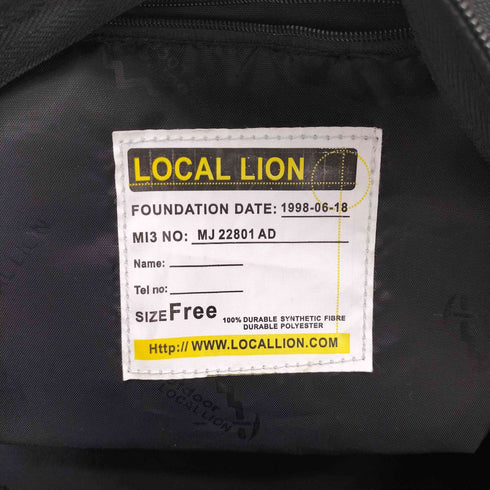 LOCAL LION
FOUNDATION DATE: 1998-06-18
MI3 NO: MJ 22801 AD
Name:
Tel no:
SIZE Free 100% DURABLE SYNTHETIC FIBRE
DURABLE POLYESTER
Http:// WWW.LOCALLION.COM
door
LOCAL LION